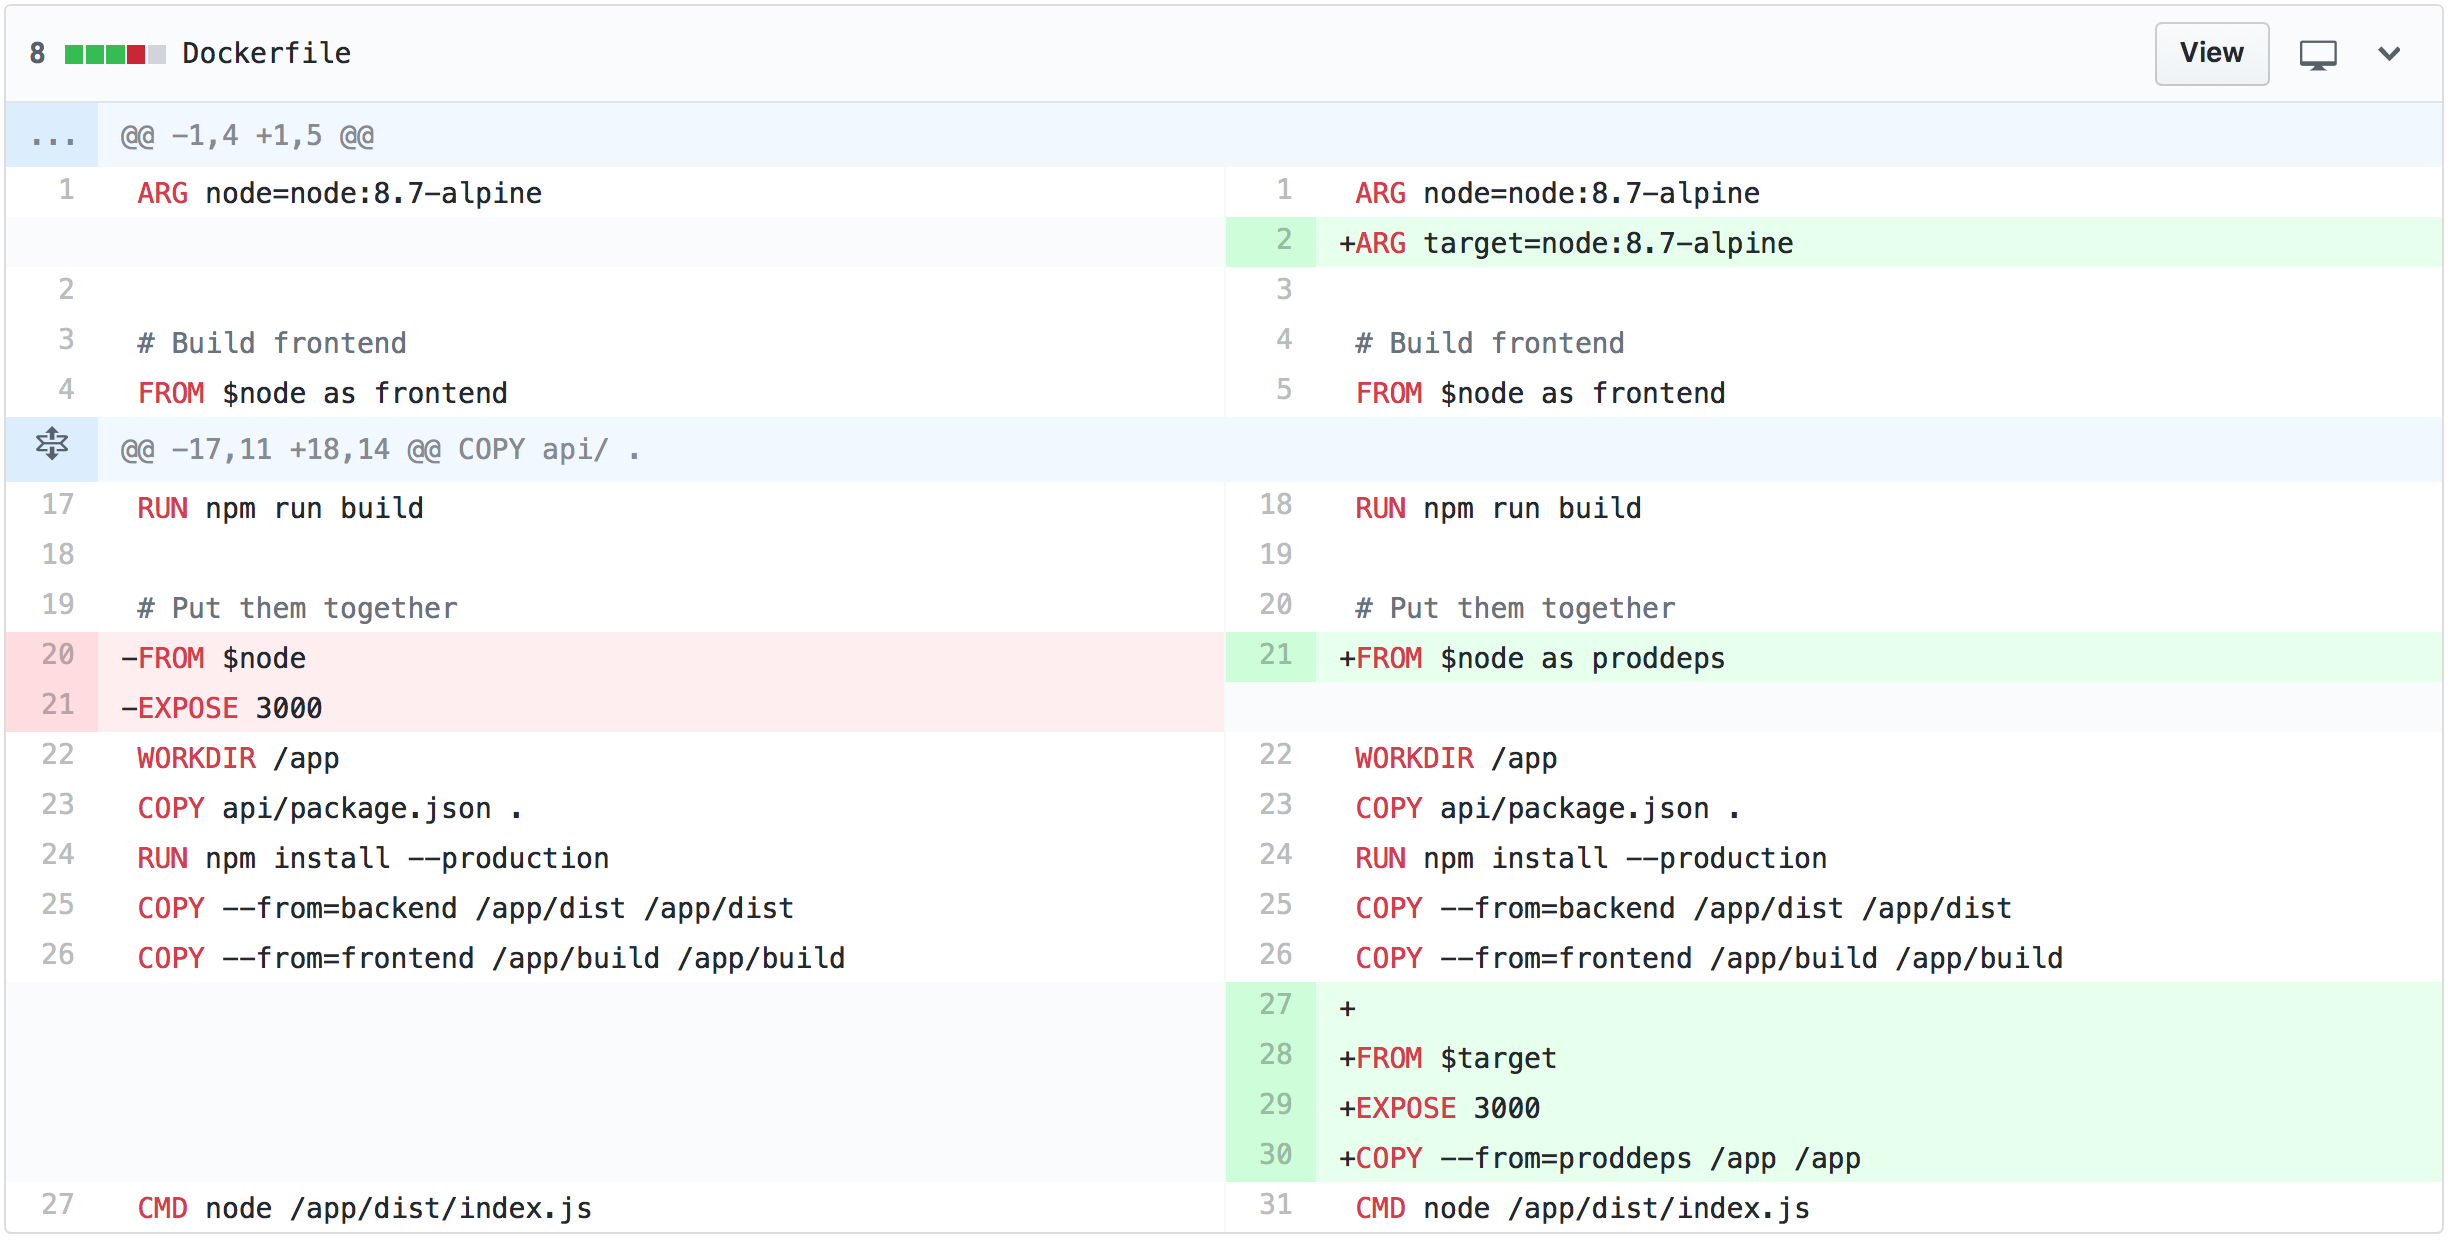 8 Dockerfile View
... @@ -1,4 +1,5 @@
1 ARG node=node:8.7-alpine 1 ARG node=node:8.7-alpine
2 +ARG target=node:8.7-alpine
2 3
3 # Build frontend 4 # Build frontend
4 FROM $node as frontend 5 FROM $node as frontend
@@ -17,11 +18,14 @@ COPY api/ .
17 RUN npm run build 18 RUN npm run build
18 19
19 # Put them together 20 # Put them together
20 -FROM $node 21 +FROM $node as proddeps
21 -EXPOSE 3000
22 WORKDIR /app 22 WORKDIR /app
23 COPY api/package.json . 23 COPY api/package.json .
24 RUN npm install --production 24 RUN npm install --production
25 COPY --from=backend /app/dist /app/dist 25 COPY --from=backend /app/dist /app/dist
26 COPY --from=frontend /app/build /app/build 26 COPY --from=frontend /app/build /app/build
27 +
28 +FROM $target
29 +EXPOSE 3000
30 +COPY --from=proddeps /app /app
27 CMD node /app/dist/index.js 31 CMD node /app/dist/index.js